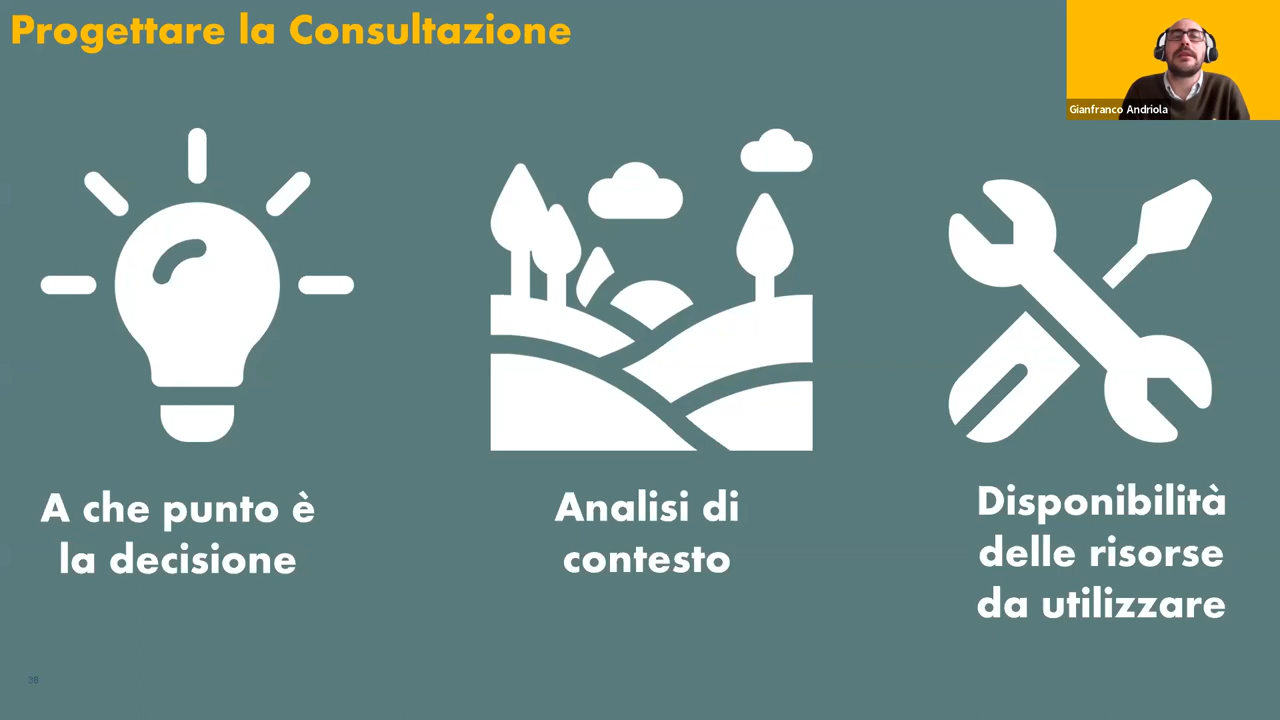 Progettare la Consultazione
Gianfranco Andriola
A che punto è
la decisione
Analisi di
contesto
Disponibilità
delle risorse
da utilizzare
38